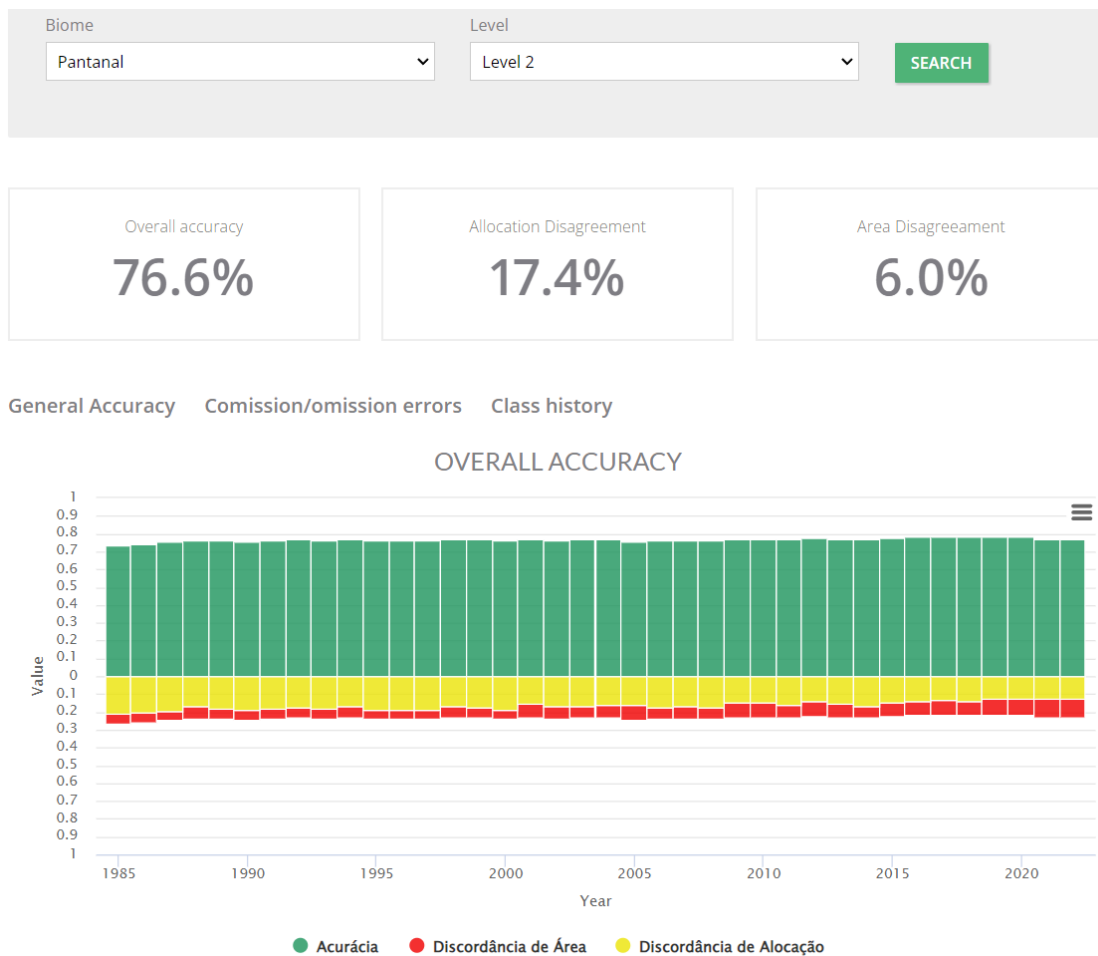 Biome Level
Pantanal Level 2 SEARCH
Overall accuracy Allocation Disagreement Area Disagreeament
76.6% 17.4% 6.0%
General Accuracy Comission/omission errors Class history
OVERALL ACCURACY
1
0.9
0.8
0.7
0.6
0.5
0.4
0.3
0.2
0.1
0
0.1
0.2
0.3
0.4
0.5
0.6
0.7
0.8
0.9
1
Value
1985 1990 1995 2000 2005 2010 2015 2020
Year
Acurácia Discordância de Área Discordância de Alocação